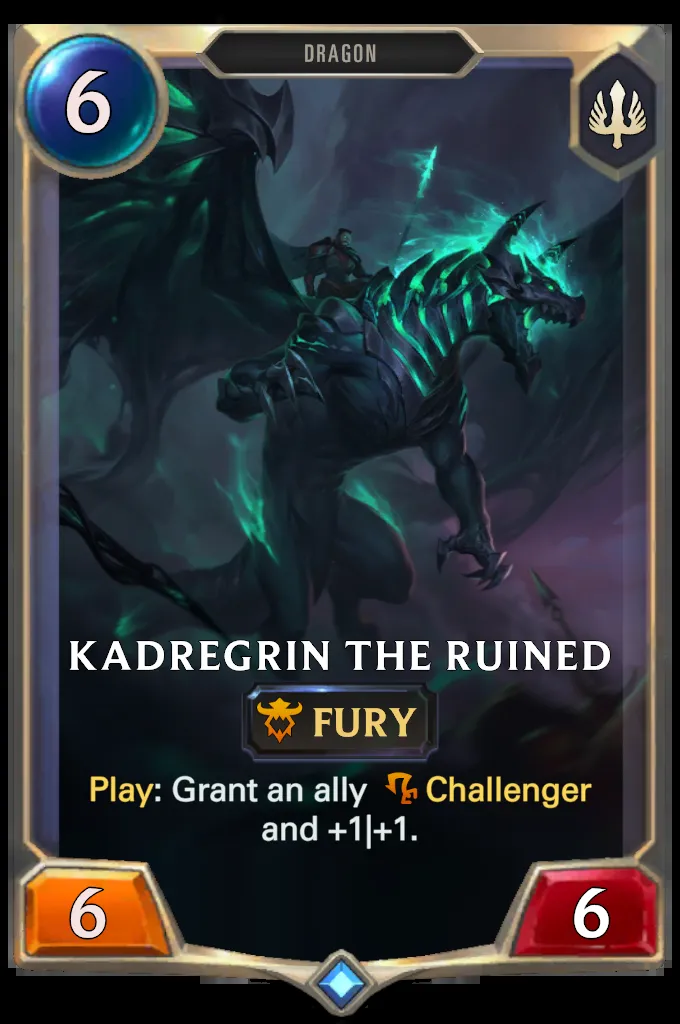 DRAGON
6
KADREGRIN THE RUINED
FURY
Play: Grant an ally Challenger
and +1|+1.
6
6